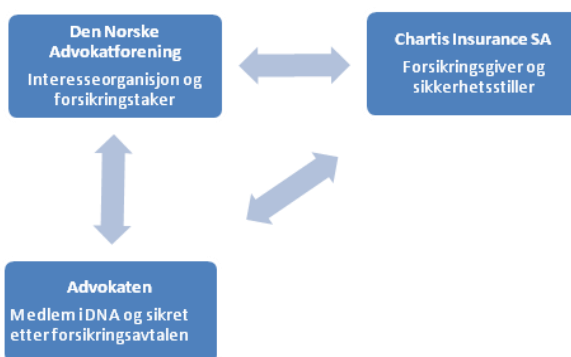 Den Norske
Advokatforening
Interesseorganisjon og
forsikringstaker
Chartis Insurance SA
Forsikringsgiver og
sikkerhetsstiller
Advokaten
Medlem i DNA og sikret
etter forsikringsavtalen